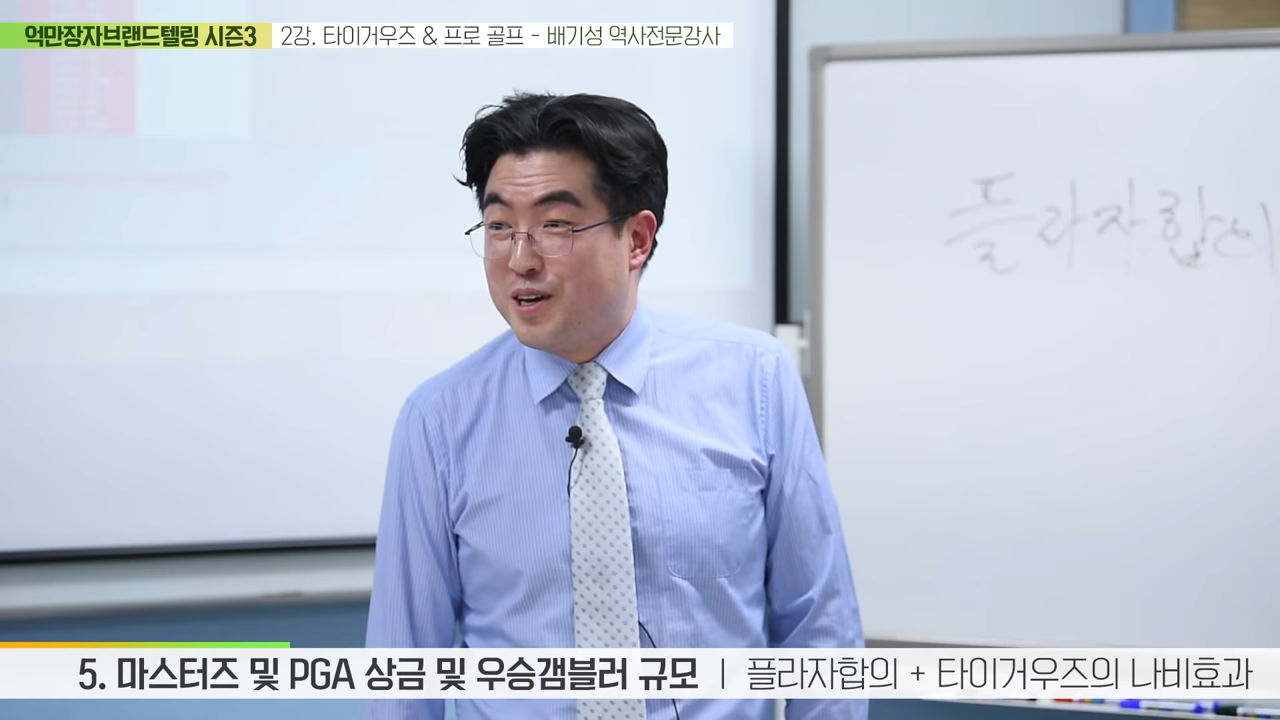 억만장자브랜드텔링 시즌3 2강. 타이거우즈 & 프로 골프 - 배기성 역사전문강사
플라자합의
5. 마스터즈 및 PGA 상금 및 우승갬블러 규모 | 플라자합의 + 타이거우즈의 나비효과